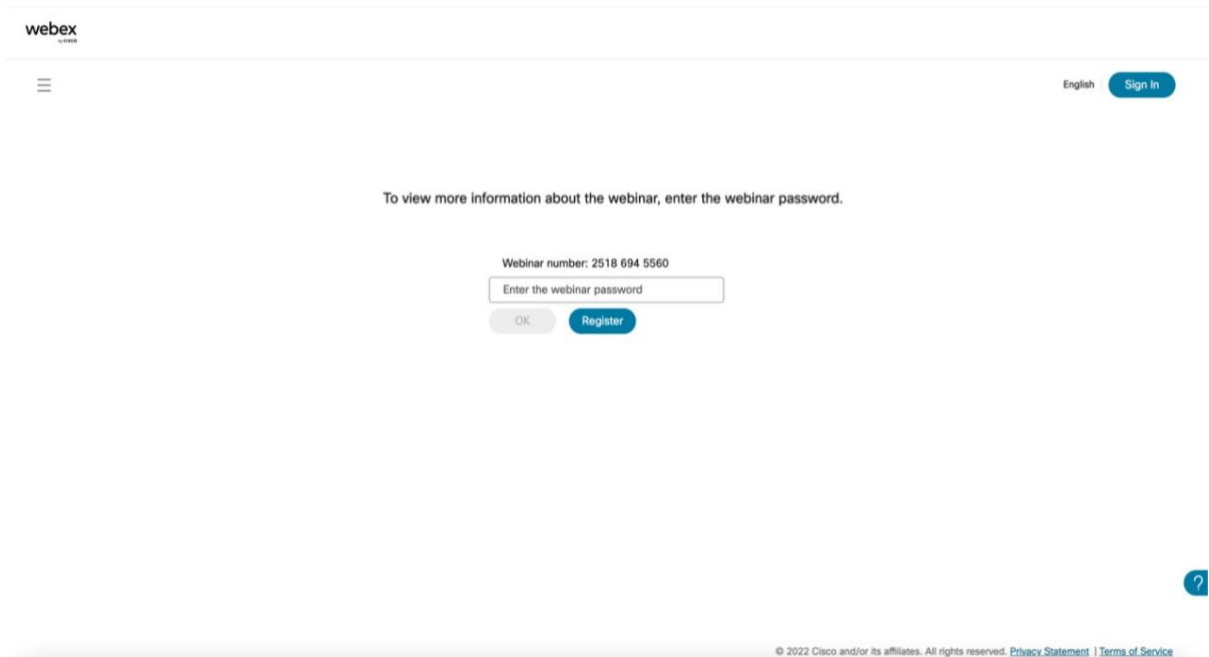 webex
by CISCO
English Sign In
To view more information about the webinar, enter the webinar password.
Webinar number: 2518 694 5560
Enter the webinar password
OK Register
?
© 2022 Cisco and/or its affiliates. All rights reserved. Privacy Statement | Terms of Service